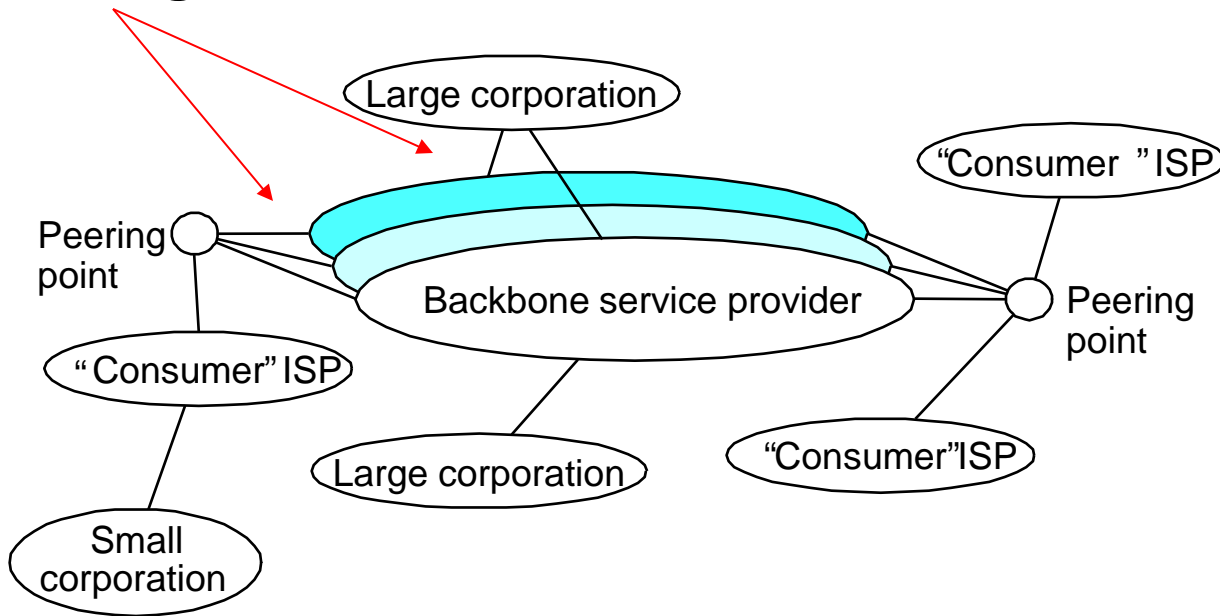 Large corporation
“Consumer ” ISP
Peering
point
Backbone service provider
Peering
point
“Consumer” ISP
Large corporation
“Consumer”ISP
Small
corporation